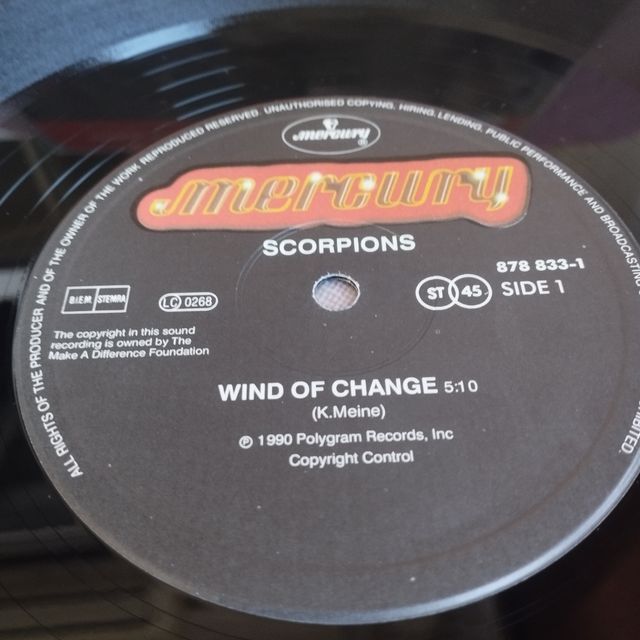 ALL RIGHTS OF THE PRODUCER AND OF THE OWNER OF THE WORK REPRODUCED RESERVED. UNAUTHORISED COPYING, HIRING, LENDING, PUBLIC PERFORMANCE AND BROADCASTING
IBITED.
mercury
mercury
SCORPIONS
878 833-1
B.I.E.M. STEMRA
LC 0268
ST 45 SIDE 1
The copyright in this sound
recording is owned by The
Make A Difference Foundation
WIND OF CHANGE 5:10
(K.Meine)
℗ 1990 Polygram Records, Inc
Copyright Control